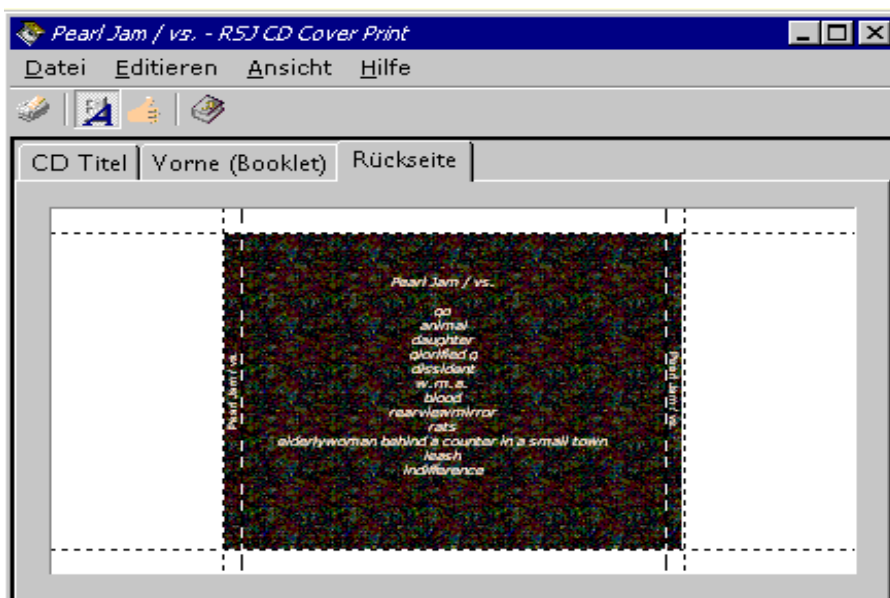 Pearl Jam / vs. - RSJ CD Cover Print
Datei Editieren Ansicht Hilfe
CD Titel Vorne (Booklet) Rückseite
Pearl Jam / vs.
go
animal
daughter
glorified g
dissident
w.m.a.
blood
rearviewmirror
rats
elderlywoman behind a counter in a small town
leash
indifference
Pearl Jam / vs.
Pearl Jam / vs.